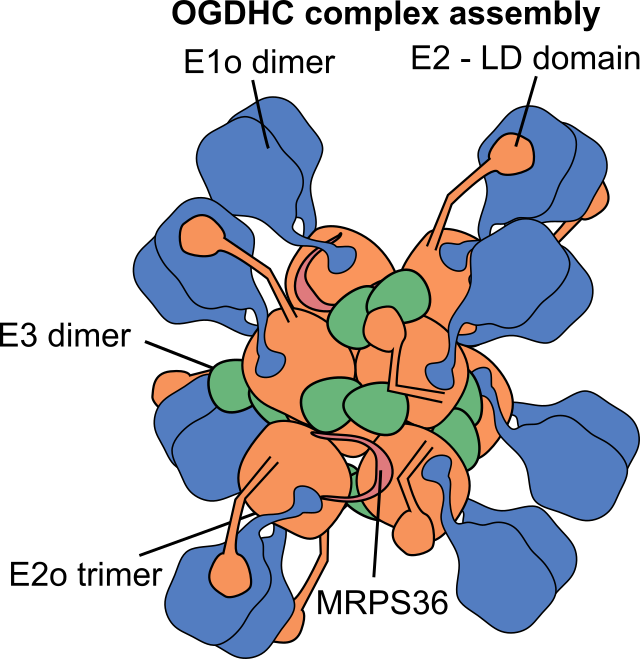 OGDHC complex assembly
E1o dimer
E2 - LD domain
E3 dimer
E2o trimer
MRPS36